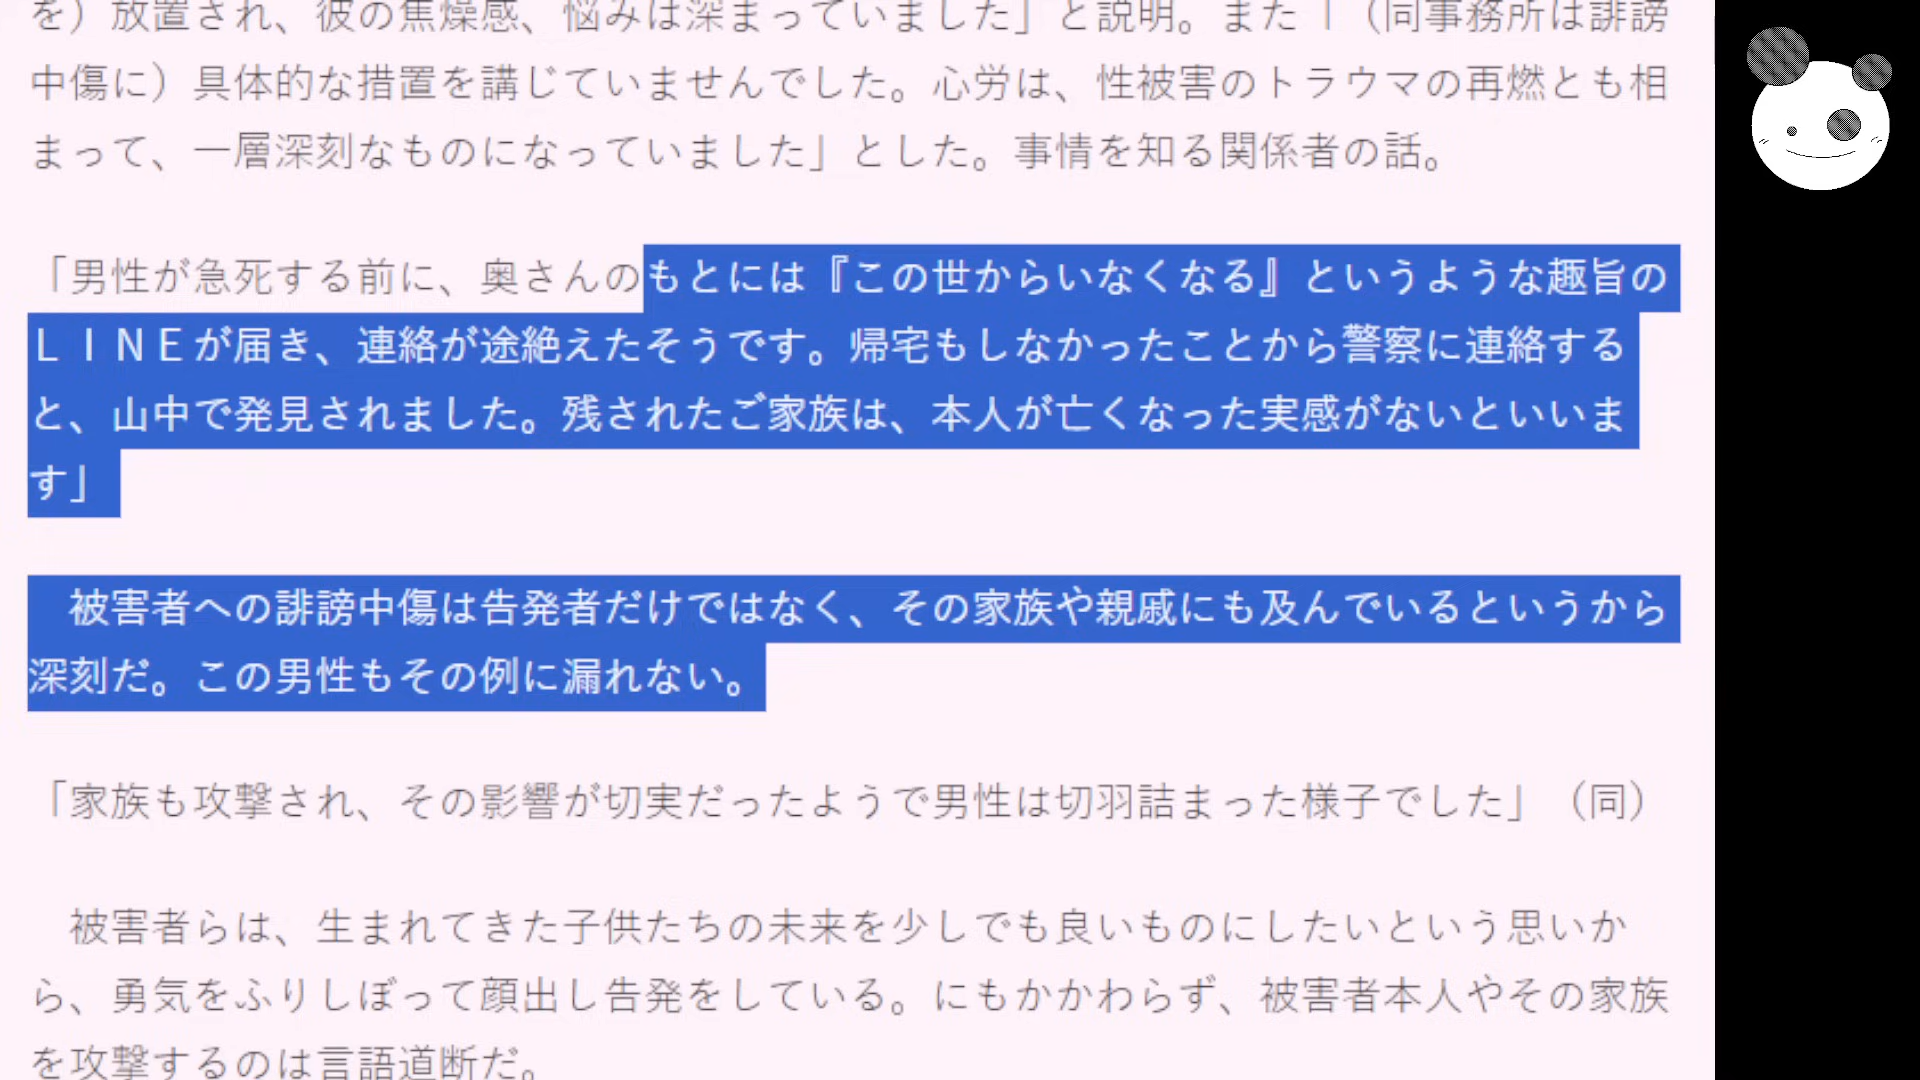 を）放置され、彼の焦燥感、悩みは深まっていました」と説明。また「（同事務所は誹謗
中傷に）具体的な措置を講じていませんでした。心労は、性被害のトラウマの再燃とも相
まって、一層深刻なものになっていました」とした。事情を知る関係者の話。
「男性が急死する前に、奥さんのもとには『この世からいなくなる』というような趣旨の
ＬＩＮＥが届き、連絡が途絶えたそうです。帰宅もしなかったことから警察に連絡する
と、山中で発見されました。残されたご家族は、本人が亡くなった実感がないといいま
す」
　被害者への誹謗中傷は告発者だけではなく、その家族や親戚にも及んでいるというから
深刻だ。この男性もその例に漏れない。
「家族も攻撃され、その影響が切実だったようで男性は切羽詰まった様子でした」（同）
　被害者らは、生まれてきた子供たちの未来を少しでも良いものにしたいという思いか
ら、勇気をふりしぼって顔出し告発をしている。にもかかわらず、被害者本人やその家族
を攻撃するのは言語道断だ。